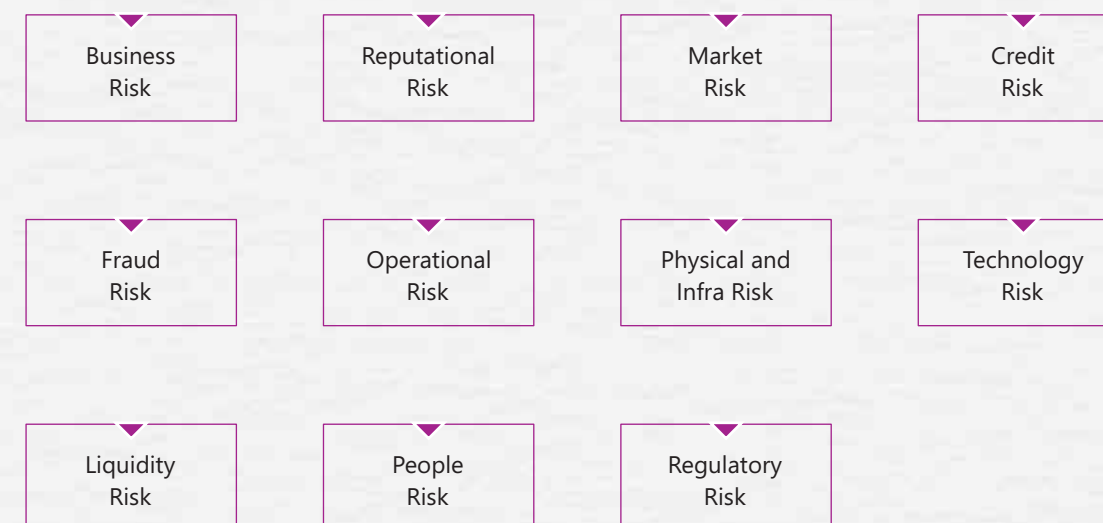 Business
Risk
Reputational
Risk
Market
Risk
Credit
Risk
Fraud
Risk
Operational
Risk
Physical and
Infra Risk
Technology
Risk
Liquidity
Risk
People
Risk
Regulatory
Risk